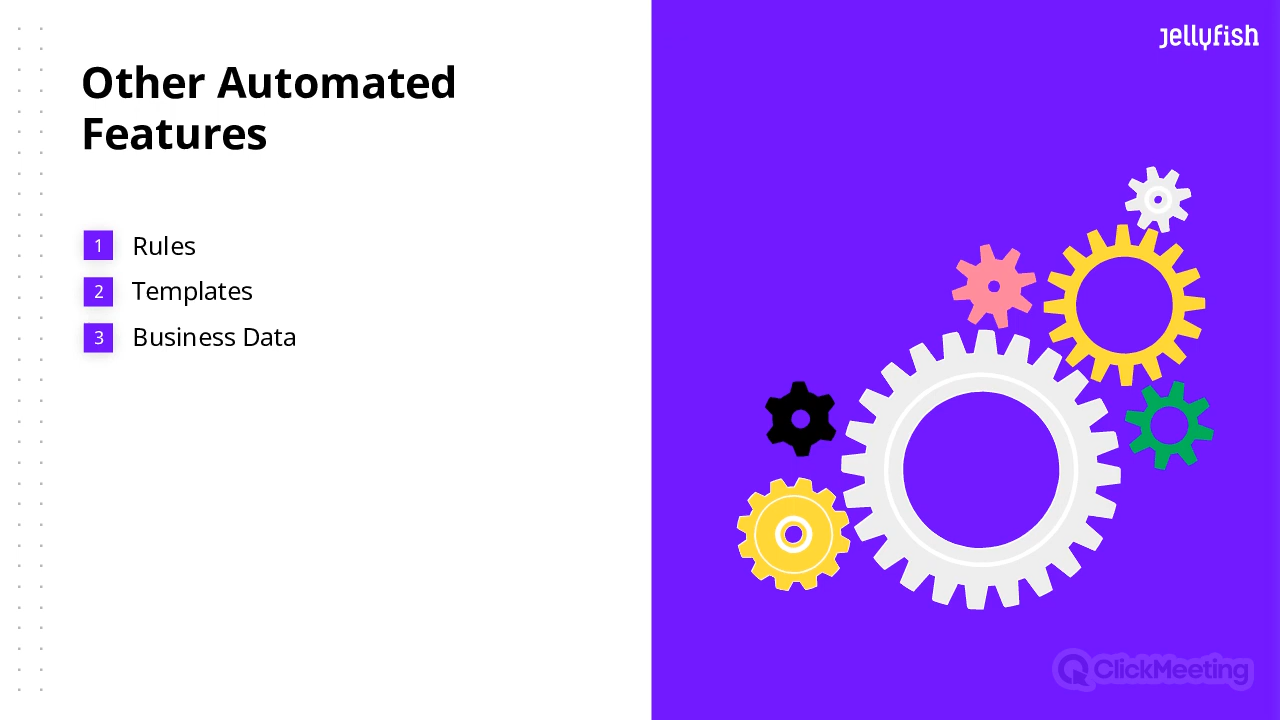 jellyfish
Other Automated
Features
1 Rules
2 Templates
3 Business Data
ClickMeeting